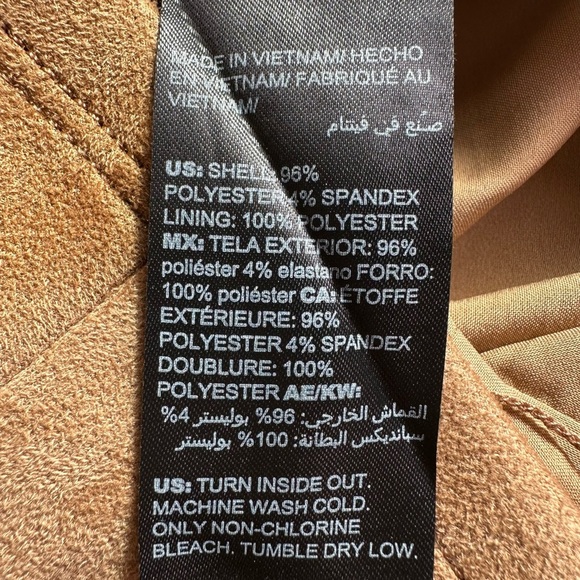 MADE IN VIETNAM/ HECHO
EN VIETNAM/ FABRIQUÉ AU
VIETNAM/
صنع في فيتنام
US: SHELL: 96%
POLYESTER 4% SPANDEX
LINING: 100% POLYESTER
MX: TELA EXTERIOR: 96%
poliéster 4% elastano FORRO:
100% poliéster CA: ÉTOFFE
EXTÉRIEURE: 96%
POLYESTER 4% SPANDEX
DOUBLURE: 100%
POLYESTER AE/KW:
القماش الخارجي: 96% بوليستر 4%
سباندیکس البطانة: 100% بوليستر
US: TURN INSIDE OUT.
MACHINE WASH COLD.
ONLY NON-CHLORINE
BLEACH. TUMBLE DRY LOW.